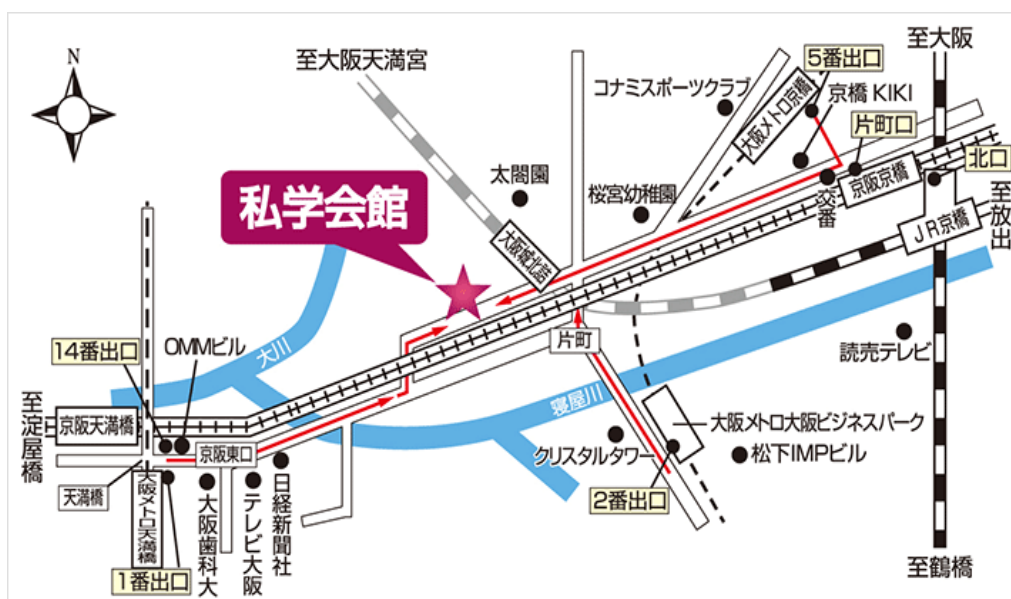 N
至大阪天満宮
至大阪
5番出口
コナミスポーツクラブ
京橋 KIKI
大阪メトロ京橋
片町口
北口
京阪京橋
交番
至放出
JR京橋
太閤園
桜宮幼稚園
私学会館
大阪城北詰
片町
読売テレビ
大川
寝屋川
14番出口
OMMビル
至淀屋橋
京阪天満橋
京阪東口
天満橋
大阪メトロ天満橋
1番出口
大阪歯科大
テレビ大阪
日経新聞社
大阪メトロ大阪ビジネスパーク
クリスタルタワー
松下IMPビル
2番出口
至鶴橋